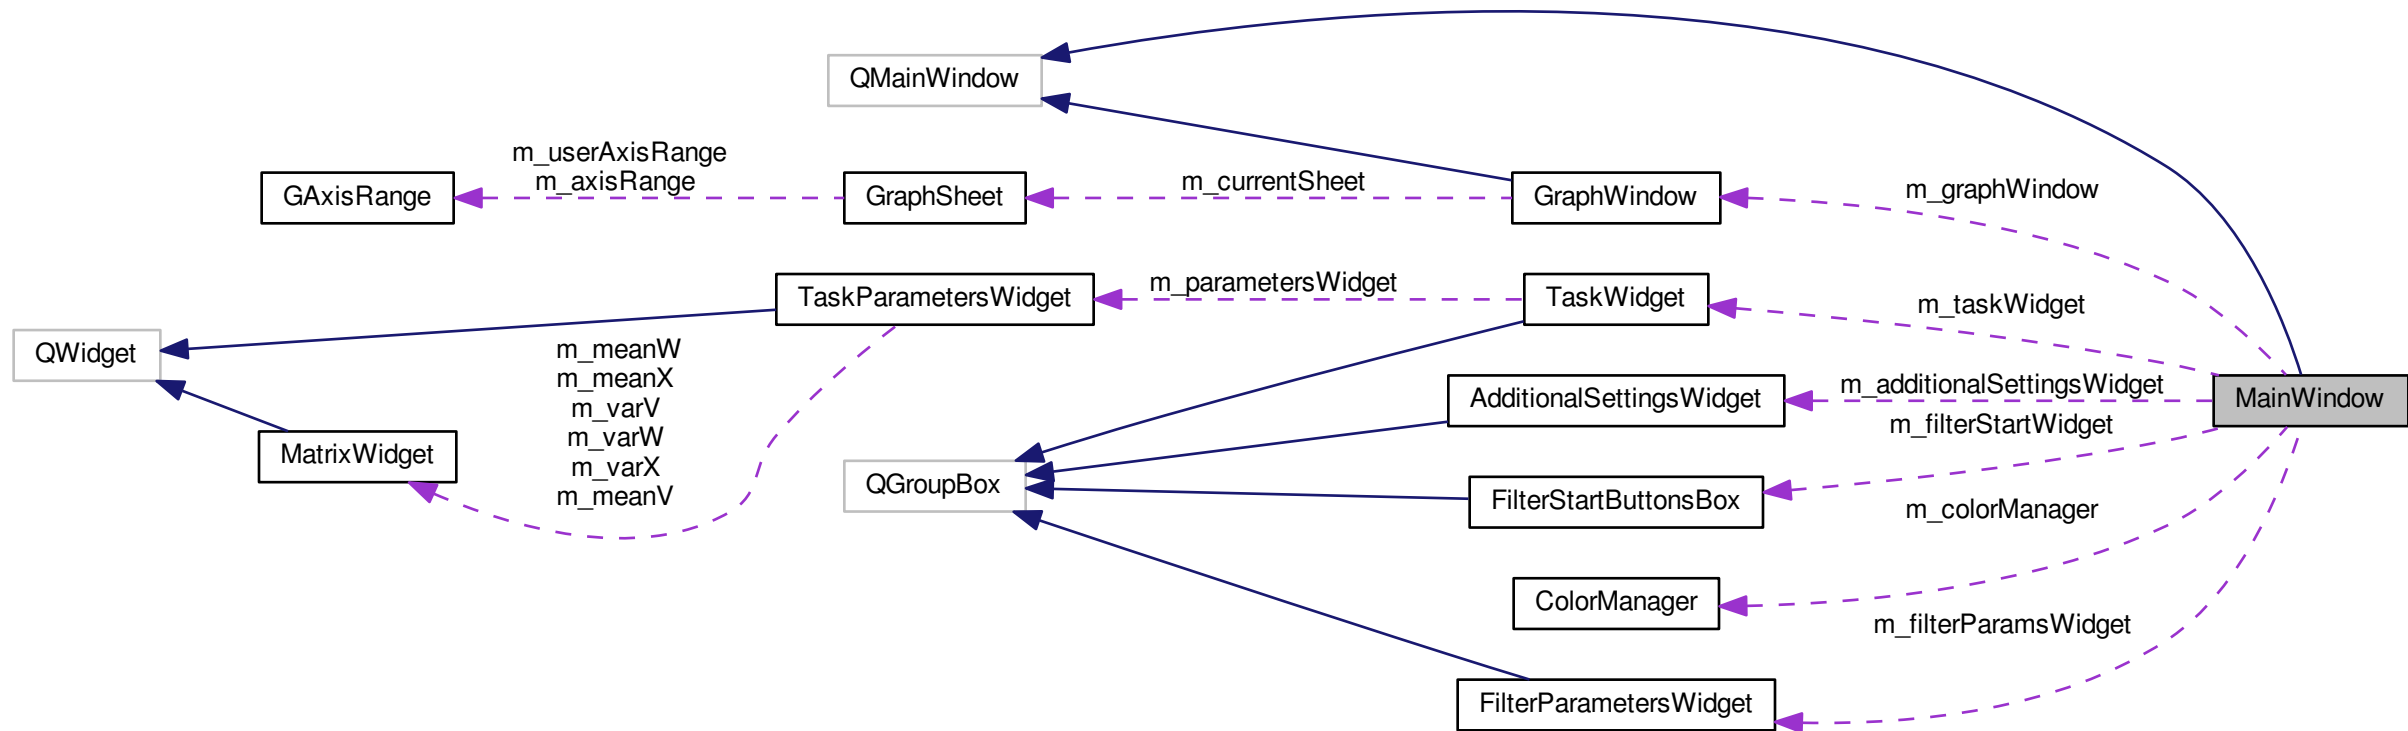 QMainWindow
m_userAxisRange
m_axisRange
GAxisRange
GraphSheet
m_currentSheet
GraphWindow
m_graphWindow
TaskParametersWidget
m_parametersWidget
TaskWidget
m_taskWidget
QWidget
m_meanW
m_meanX
m_varV
m_varW
m_varX
m_meanV
MatrixWidget
AdditionalSettingsWidget
m_additionalSettingsWidget
MainWindow
m_filterStartWidget
QGroupBox
FilterStartButtonsBox
m_colorManager
ColorManager
m_filterParamsWidget
FilterParametersWidget